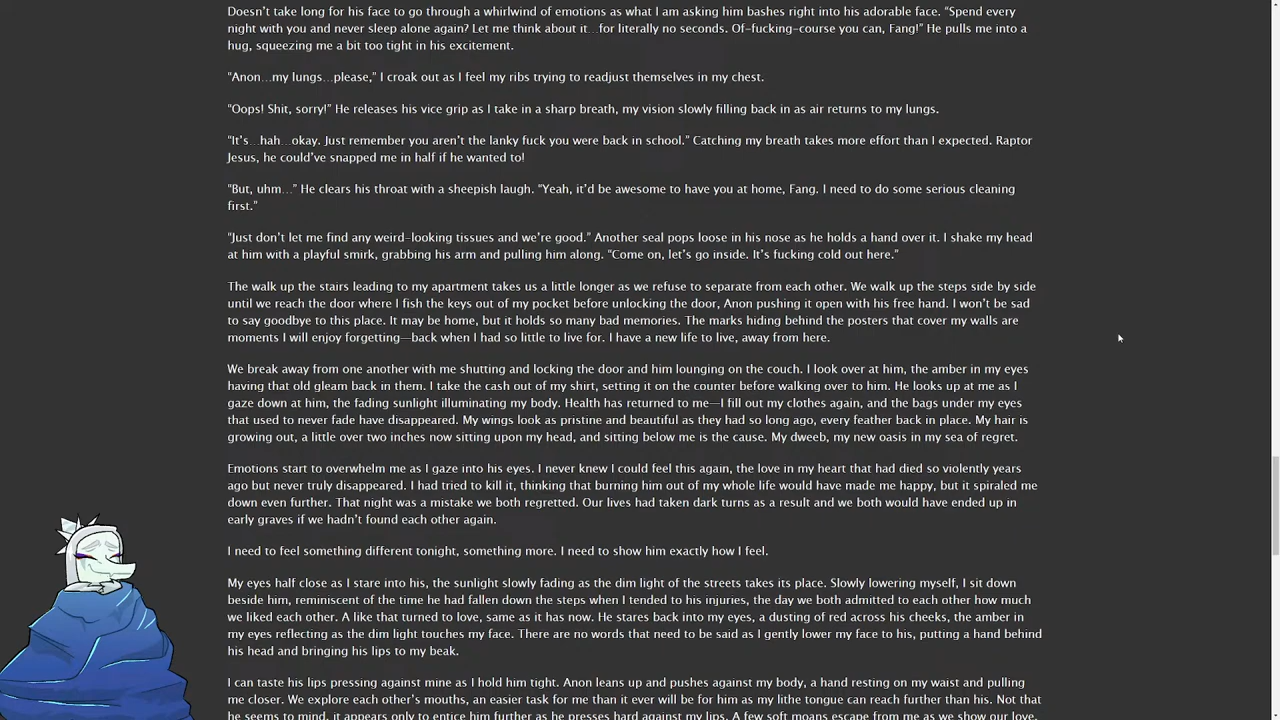 Doesn't take long for his face to go through a whirlwind of emotions as what I am asking him bashes right into his adorable face. “Spend every
night with you and never sleep alone again? Let me think about it…for literally no seconds. Of-fucking-course you can, Fang!” He pulls me into a
hug, squeezing me a bit too tight in his excitement.
“Anon…my lungs…please,” I croak out as I feel my ribs trying to readjust themselves in my chest.
“Oops! Shit, sorry!” He releases his vice grip as I take in a sharp breath, my vision slowly filling back in as air returns to my lungs.
“It's…hah…okay. Just remember you aren't the lanky fuck you were back in school.” Catching my breath takes more effort than I expected. Raptor
Jesus, he could've snapped me in half if he wanted to!
“But, uhm…” He clears his throat with a sheepish laugh. “Yeah, it'd be awesome to have you at home, Fang. I need to do some serious cleaning
first.”
“Just don't let me find any weird-looking tissues and we're good.” Another seal pops loose in his nose as he holds a hand over it. I shake my head
at him with a playful smirk, grabbing his arm and pulling him along. “Come on, let's go inside. It's fucking cold out here.”
The walk up the stairs leading to my apartment takes us a little longer as we refuse to separate from each other. We walk up the steps side by side
until we reach the door where I fish the keys out of my pocket before unlocking the door, Anon pushing it open with his free hand. I won't be sad
to say goodbye to this place. It may be home, but it holds so many bad memories. The marks hiding behind the posters that cover my walls are
moments I will enjoy forgetting—back when I had so little to live for. I have a new life to live, away from here.
We break away from one another with me shutting and locking the door and him lounging on the couch. I look over at him, the amber in my eyes
having that old gleam back in them. I take the cash out of my shirt, setting it on the counter before walking over to him. He looks up at me as I
gaze down at him, the fading sunlight illuminating my body. Health has returned to me—I fill out my clothes again, and the bags under my eyes
that used to never fade have disappeared. My wings look as pristine and beautiful as they had so long ago, every feather back in place. My hair is
growing out, a little over two inches now sitting upon my head, and sitting below me is the cause. My dweeb, my new oasis in my sea of regret.
Emotions start to overwhelm me as I gaze into his eyes. I never knew I could feel this again, the love in my heart that had died so violently years
ago but never truly disappeared. I had tried to kill it, thinking that burning him out of my whole life would have made me happy, but it spiraled me
down even further. That night was a mistake we both regretted. Our lives had taken dark turns as a result and we both would have ended up in
early graves if we hadn't found each other again.
I need to feel something different tonight, something more. I need to show him exactly how I feel.
My eyes half close as I stare into his, the sunlight slowly fading as the dim light of the streets takes its place. Slowly lowering myself, I sit down
beside him, reminiscent of the time he had fallen down the steps when I tended to his injuries, the day we both admitted to each other how much
we liked each other. A like that turned to love, same as it has now. He stares back into my eyes, a dusting of red across his cheeks, the amber in
my eyes reflecting as the dim light touches my face. There are no words that need to be said as I gently lower my face to his, putting a hand behind
his head and bringing his lips to my beak.
I can taste his lips pressing against mine as I hold him tight. Anon leans up and pushes against my body, a hand resting on my waist and pulling
me closer. We explore each other's mouths, an easier task for me than it ever will be for him as my lithe tongue can reach further than his. Not that
he seems to mind, it appears only to entice him further as he presses hard against my lips. A few soft moans escape from me as we show our love,